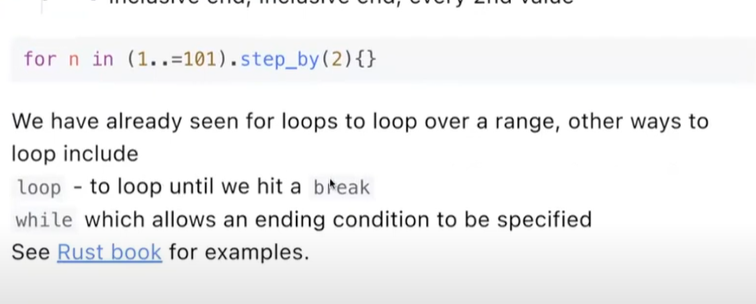 inclusive end, inclusive end, every 2nd value
for n in (1..=101).step_by(2){}
We have already seen for loops to loop over a range, other ways to
loop include
loop - to loop until we hit a break
while which allows an ending condition to be specified
See Rust book for examples.